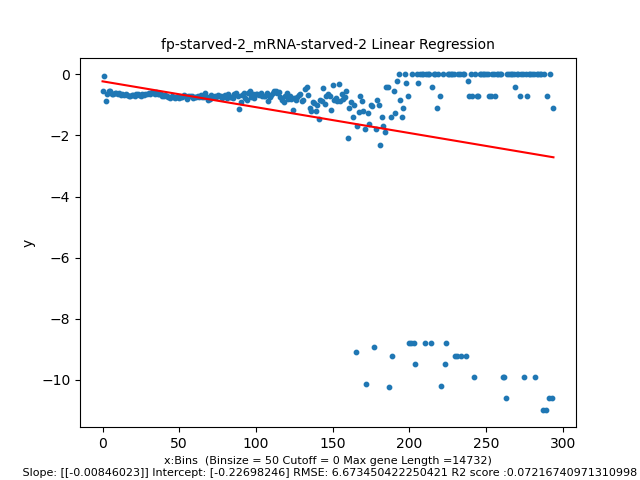 fp-starved-2_mRNA-starved-2 Linear Regression
0
−2
−4
−6
−8
−10
y
0 50 100 150 200 250 300
x:Bins (Binsize = 50 Cutoff = 0 Max gene Length =14732)
Slope: [[-0.00846023]] Intercept: [-0.22698246] RMSE: 6.673450422250421 R2 score :0.07216740971310998